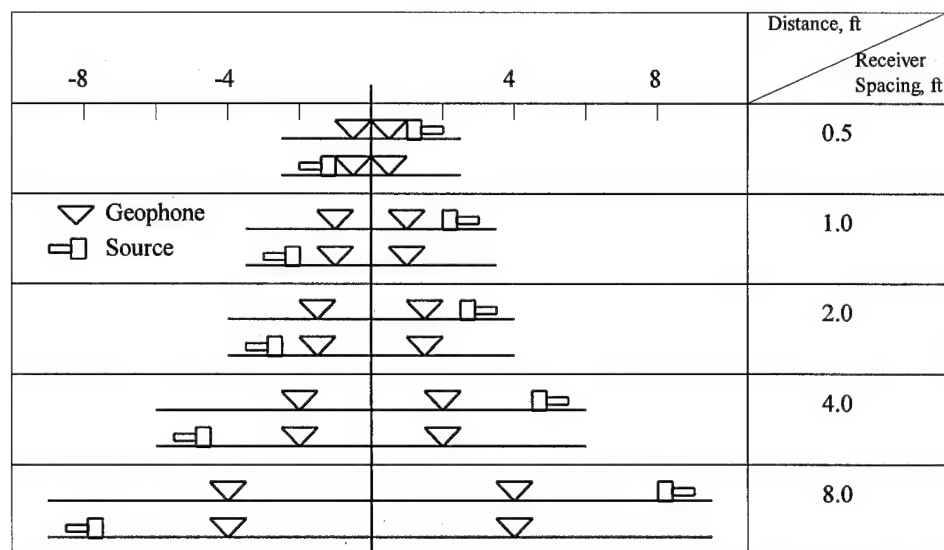 Distance, ft
Receiver
Spacing, ft
-8 -4 4 8
0.5
Geophone
Source
1.0
2.0
4.0
8.0